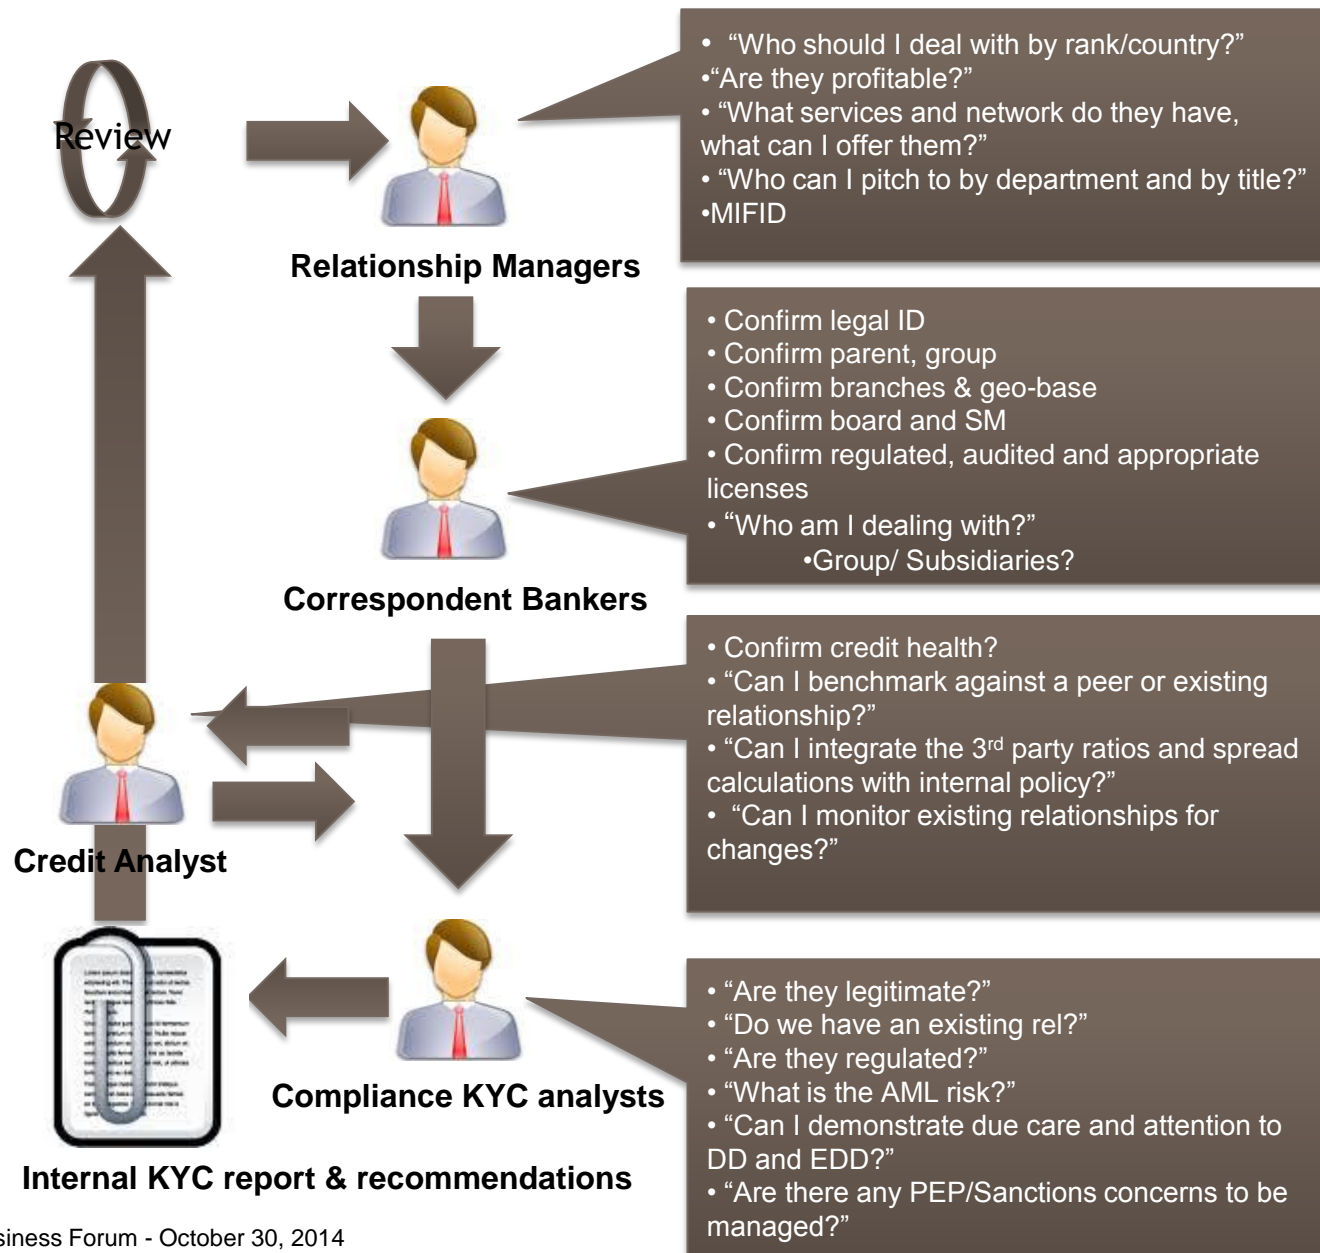 Review
• “Who should I deal with by rank/country?”
•“Are they profitable?”
• “What services and network do they have,
what can I offer them?”
• “Who can I pitch to by department and by title?”
•MIFID
Relationship Managers
• Confirm legal ID
• Confirm parent, group
• Confirm branches & geo-base
• Confirm board and SM
• Confirm regulated, audited and appropriate
licenses
• “Who am I dealing with?”
•Group/ Subsidiaries?
Correspondent Bankers
• Confirm credit health?
• “Can I benchmark against a peer or existing
relationship?”
• “Can I integrate the 3rd party ratios and spread
calculations with internal policy?”
• “Can I monitor existing relationships for
changes?”
Credit Analyst
• “Are they legitimate?”
• “Do we have an existing rel?”
• “Are they regulated?”
• “What is the AML risk?”
• “Can I demonstrate due care and attention to
DD and EDD?”
• “Are there any PEP/Sanctions concerns to be
managed?”
Compliance KYC analysts
Internal KYC report & recommendations
siness Forum - October 30, 2014